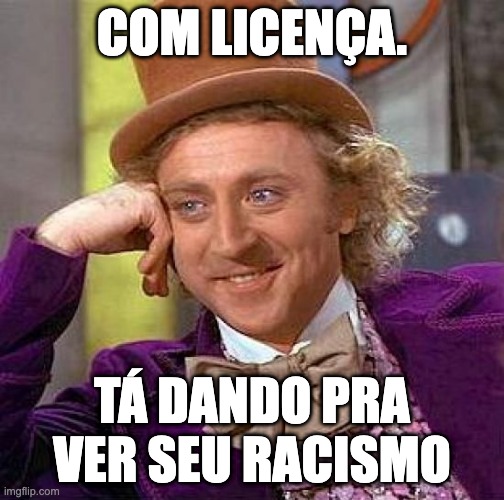 COM LICENÇA.
TÁ DANDO PRA
VER SEU RACISMO
imgflip.com